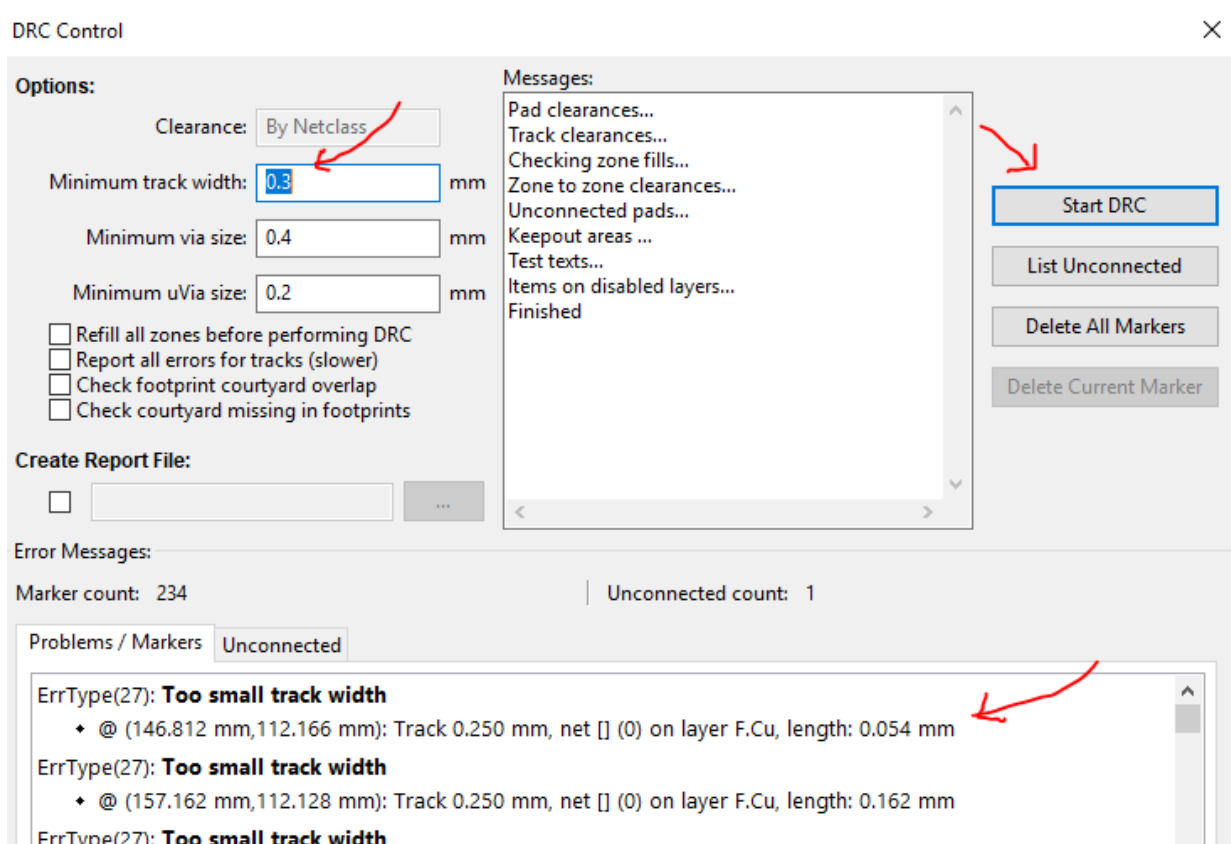 DRC Control
Options:
Clearance: By Netclass
Minimum track width: 0.3 mm
Minimum via size: 0.4 mm
Minimum uVia size: 0.2 mm
Refill all zones before performing DRC
Report all errors for tracks (slower)
Check footprint courtyard overlap
Check courtyard missing in footprints
Create Report File:
...
Messages:
Pad clearances...
Track clearances...
Checking zone fills...
Zone to zone clearances...
Unconnected pads...
Keepout areas ...
Test texts...
Items on disabled layers...
Finished
Start DRC
List Unconnected
Delete All Markers
Delete Current Marker
Error Messages:
Marker count: 234
Unconnected count: 1
Problems / Markers
Unconnected
ErrType(27): Too small track width
@ (146.812 mm,112.166 mm): Track 0.250 mm, net [] (0) on layer F.Cu, length: 0.054 mm
ErrType(27): Too small track width
@ (157.162 mm,112.128 mm): Track 0.250 mm, net [] (0) on layer F.Cu, length: 0.162 mm
ErrType(27): Too small track width